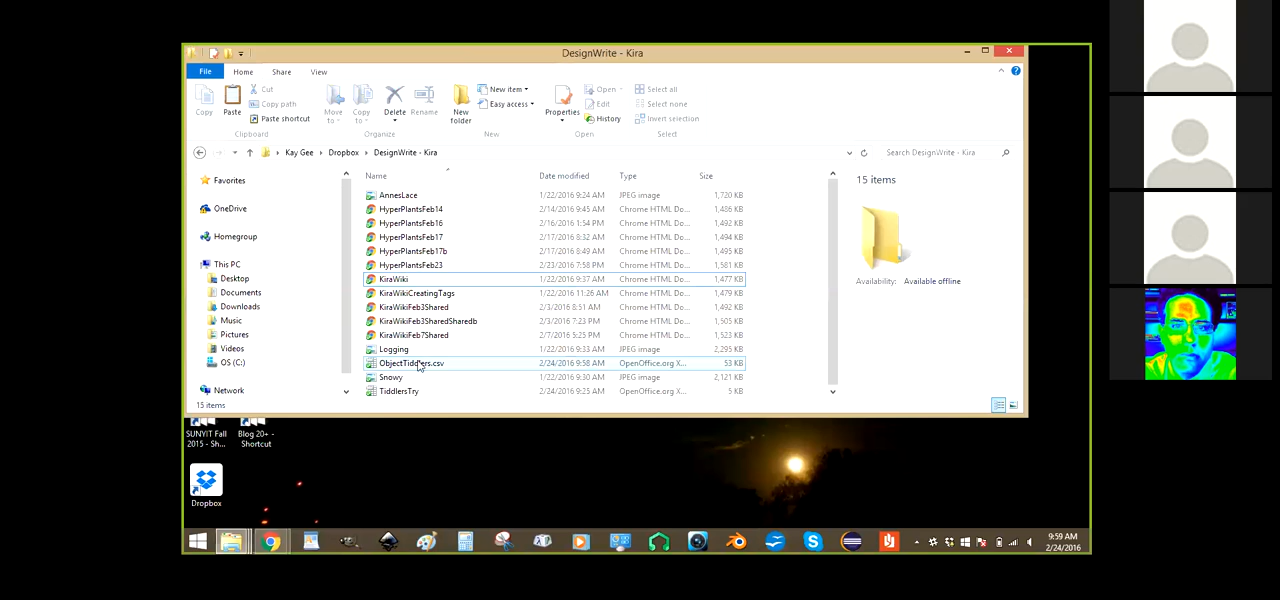 DesignWrite - Kira
File Home Share View
Copy
Paste
Cut
Copy path
Paste shortcut
Clipboard
Move to
Copy to
Delete
Rename
Organize
New folder
New item
Easy access
New
Properties
Open
Edit
History
Open
Select all
Select none
Invert selection
Select
Kay Gee Dropbox DesignWrite - Kira
Search DesignWrite - Kira
Favorites
OneDrive
Homegroup
This PC
Desktop
Documents
Downloads
Music
Pictures
Videos
OS (C:)
Network
Name Date modified Type Size
AnnesLace 1/22/2016 9:24 AM JPEG image 1,720 KB
HyperPlantsFeb14 2/14/2016 9:45 AM Chrome HTML Do... 1,486 KB
HyperPlantsFeb16 2/16/2016 1:54 PM Chrome HTML Do... 1,492 KB
HyperPlantsFeb17 2/17/2016 8:32 AM Chrome HTML Do... 1,494 KB
HyperPlantsFeb17b 2/17/2016 8:49 AM Chrome HTML Do... 1,495 KB
HyperPlantsFeb23 2/23/2016 7:58 PM Chrome HTML Do... 1,581 KB
KiraWiki 1/22/2016 9:37 AM Chrome HTML Do... 1,477 KB
KiraWikiCreatingTags 1/22/2016 11:26 AM Chrome HTML Do... 1,479 KB
KiraWikiFeb3Shared 2/3/2016 8:51 AM Chrome HTML Do... 1,492 KB
KiraWikiFeb3SharedSharedb 2/3/2016 7:23 PM Chrome HTML Do... 1,505 KB
KiraWikiFeb7Shared 2/7/2016 5:25 PM Chrome HTML Do... 1,492 KB
Logging 1/22/2016 9:33 AM JPEG image 2,295 KB
ObjectTiddlers.csv 2/24/2016 9:58 AM OpenOffice.org X... 53 KB
Snowy 1/22/2016 9:30 AM JPEG image 2,121 KB
TiddlersTry 2/24/2016 9:25 AM OpenOffice.org X... 5 KB
15 items
Availability: Available offline
15 items
SUNYIT Fall
2015 - Sh...
Blog 20+ -
Shortcut
Dropbox
9:59 AM
2/24/2016